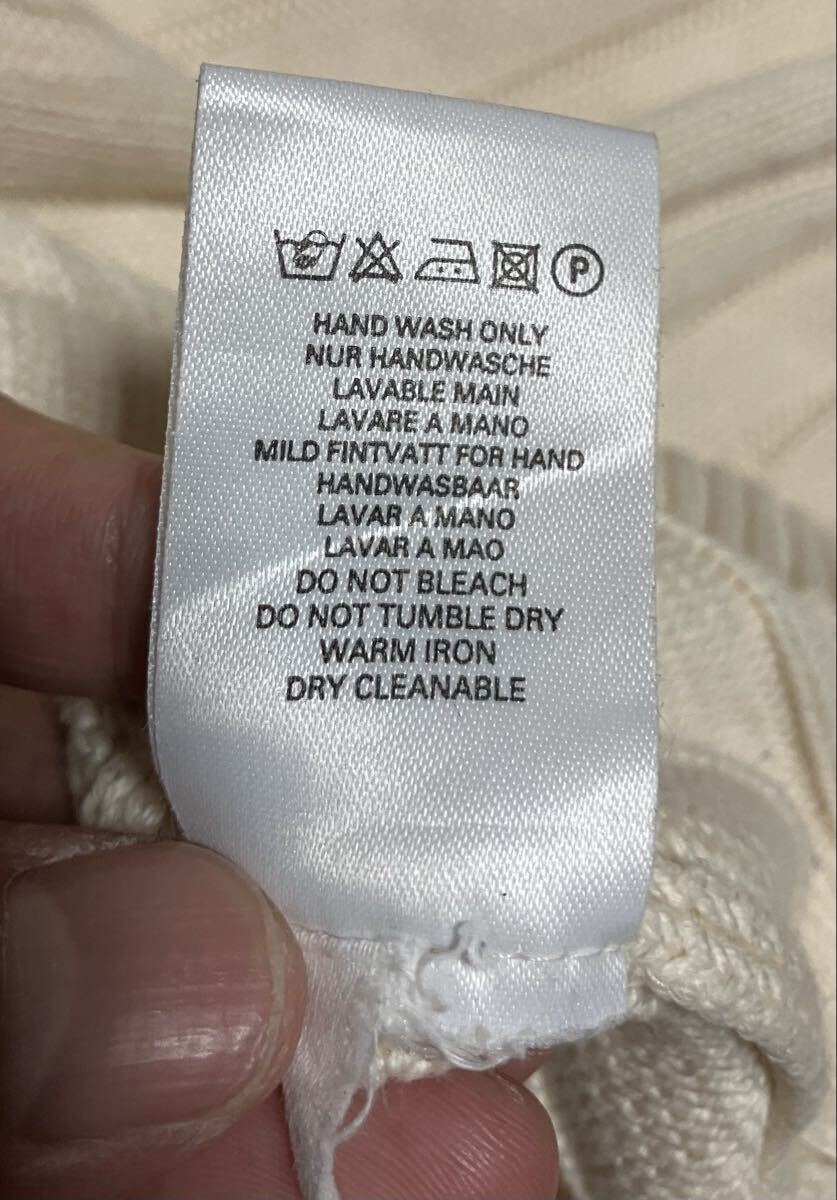 P
HAND WASH ONLY
NUR HANDWASCHE
LAVABLE MAIN
LAVARE A MANO
MILD FINTVATT FOR HAND
HANDWASBAAR
LAVAR A MANO
LAVAR A MAO
DO NOT BLEACH
DO NOT TUMBLE DRY
WARM IRON
DRY CLEANABLE